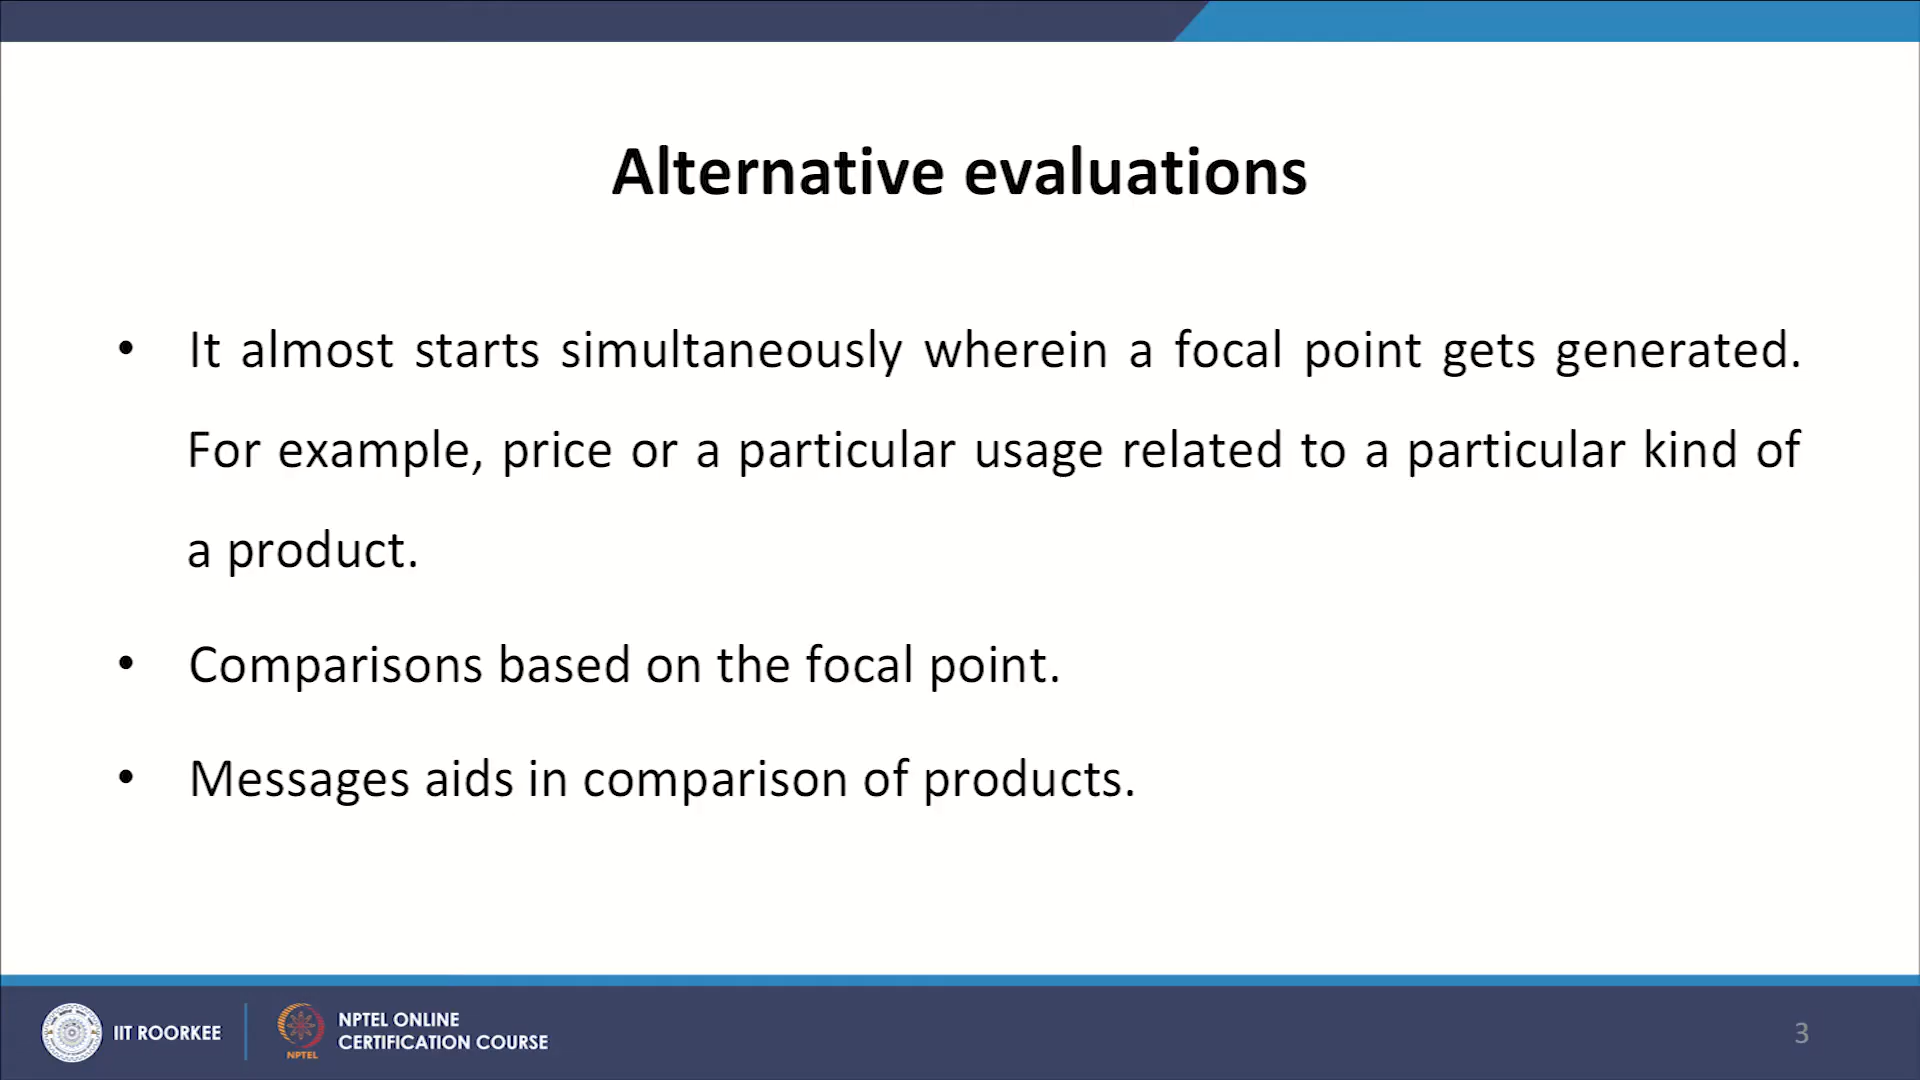 Alternative evaluations
• It almost starts simultaneously wherein a focal point gets generated.
For example, price or a particular usage related to a particular kind of
a product.
• Comparisons based on the focal point.
• Messages aids in comparison of products.
IIT ROORKEE
NPTEL
NPTEL ONLINE
CERTIFICATION COURSE
3